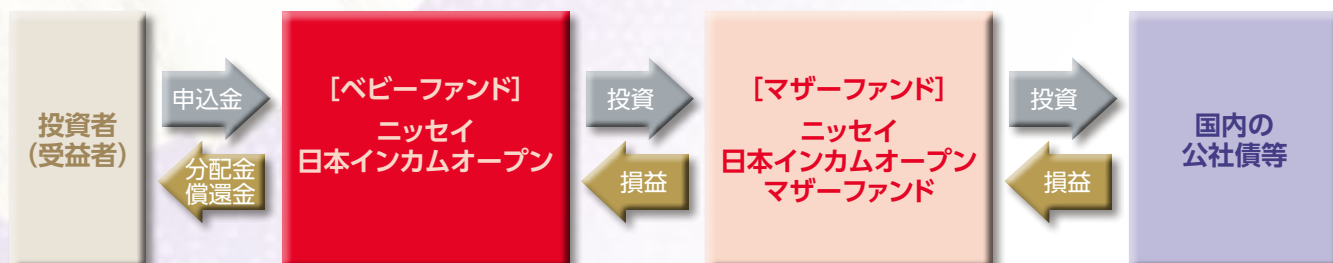 投資者
(受益者)
申込金
分配金
償還金
[ベビーファンド]
ニッセイ
日本インカムオープン
投資
損益
[マザーファンド]
ニッセイ
日本インカムオープン
マザーファンド
投資
損益
国内の
公社債等